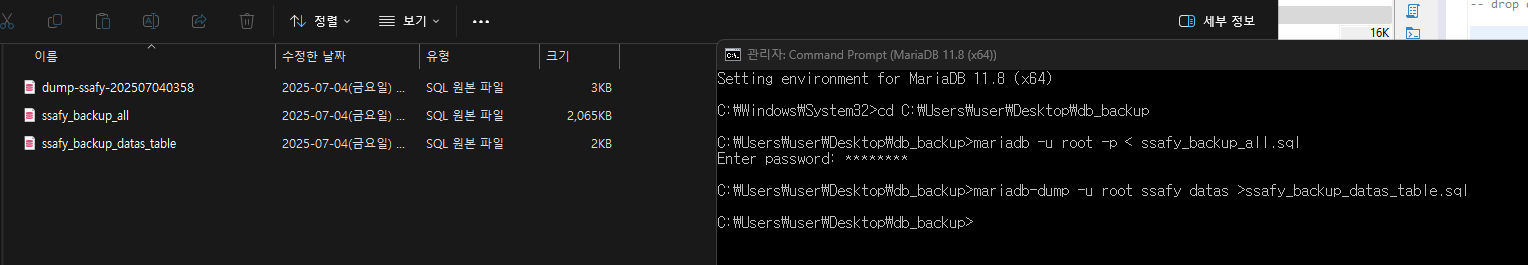 정렬
보기
세부 정보
-- drop
16K
이름 수정한 날짜 유형 크기
dump-ssafy-202507040358 2025-07-04(금요일) ... SQL 원본 파일 3KB
ssafy_backup_all 2025-07-04(금요일) ... SQL 원본 파일 2,065KB
ssafy_backup_datas_table 2025-07-04(금요일) ... SQL 원본 파일 2KB
관리자: Command Prompt (MariaDB 11.8 (x64))
Setting environment for MariaDB 11.8 (x64)
C:₩Windows₩System32>cd C:₩Users₩user₩Desktop₩db_backup
C:₩Users₩user₩Desktop₩db_backup>mariadb -u root -p < ssafy_backup_all.sql
Enter password: ********
C:₩Users₩user₩Desktop₩db_backup>mariadb-dump -u root ssafy datas >ssafy_backup_datas_table.sql
C:₩Users₩user₩Desktop₩db_backup>